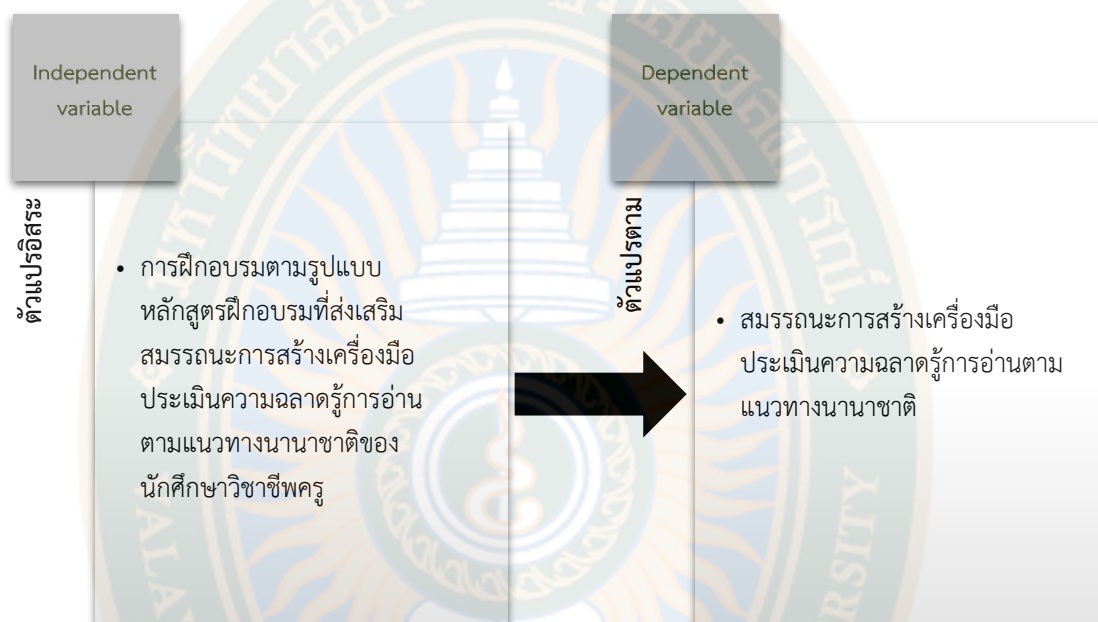 Independent
variable
ตัวแปรอิสระ
• การฝึกอบรมตามรูปแบบ
หลักสูตรฝึกอบรมที่ส่งเสริม
สมรรถนะการสร้างเครื่องมือ
ประเมินความฉลาดรู้การอ่าน
ตามแนวทางนานาชาติของ
นักศึกษาวิชาชีพครู
Dependent
variable
ตัวแปรตาม
• สมรรถนะการสร้างเครื่องมือ
ประเมินความฉลาดรู้การอ่านตาม
แนวทางนานาชาติ